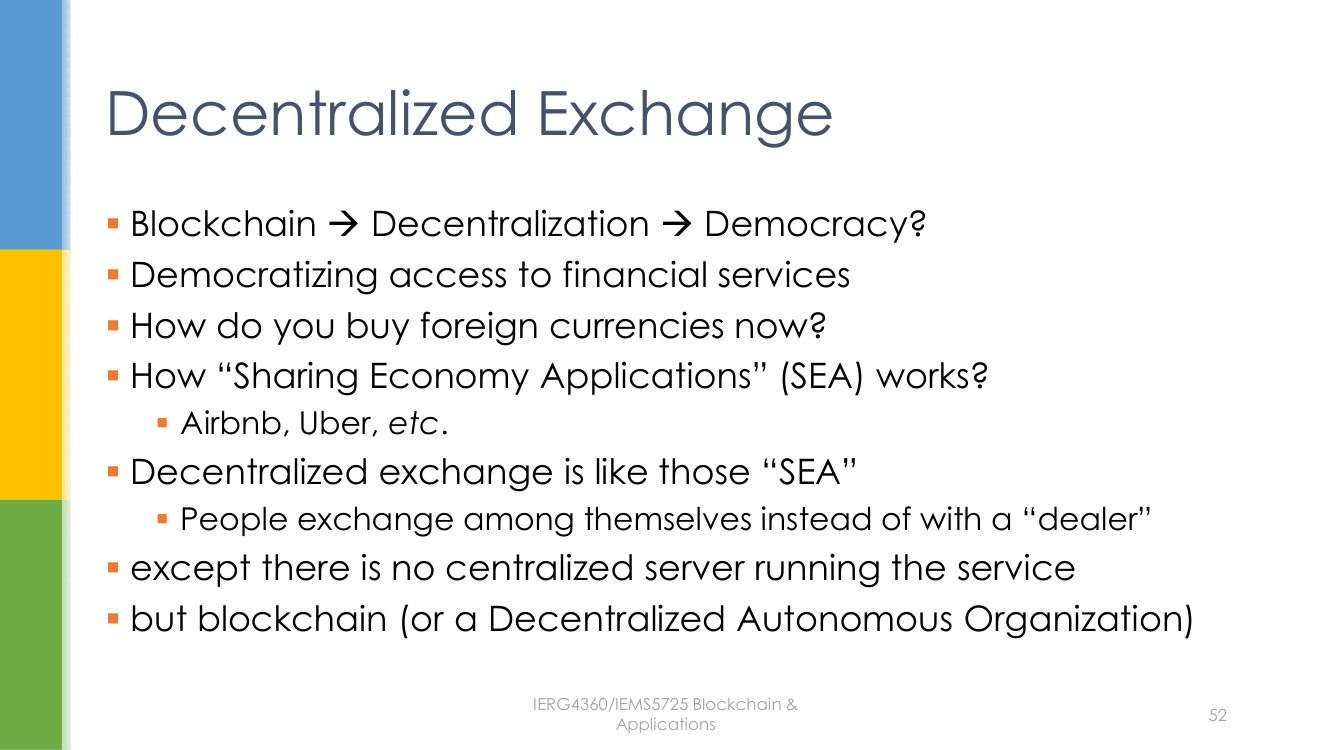 Decentralized Exchange
▪ Blockchain → Decentralization → Democracy?
▪ Democratizing access to financial services
▪ How do you buy foreign currencies now?
▪ How “Sharing Economy Applications” (SEA) works?
▪ Airbnb, Uber, etc.
▪ Decentralized exchange is like those “SEA”
▪ People exchange among themselves instead of with a “dealer”
▪ except there is no centralized server running the service
▪ but blockchain (or a Decentralized Autonomous Organization)
IERG4360/IEMS5725 Blockchain &
Applications
52